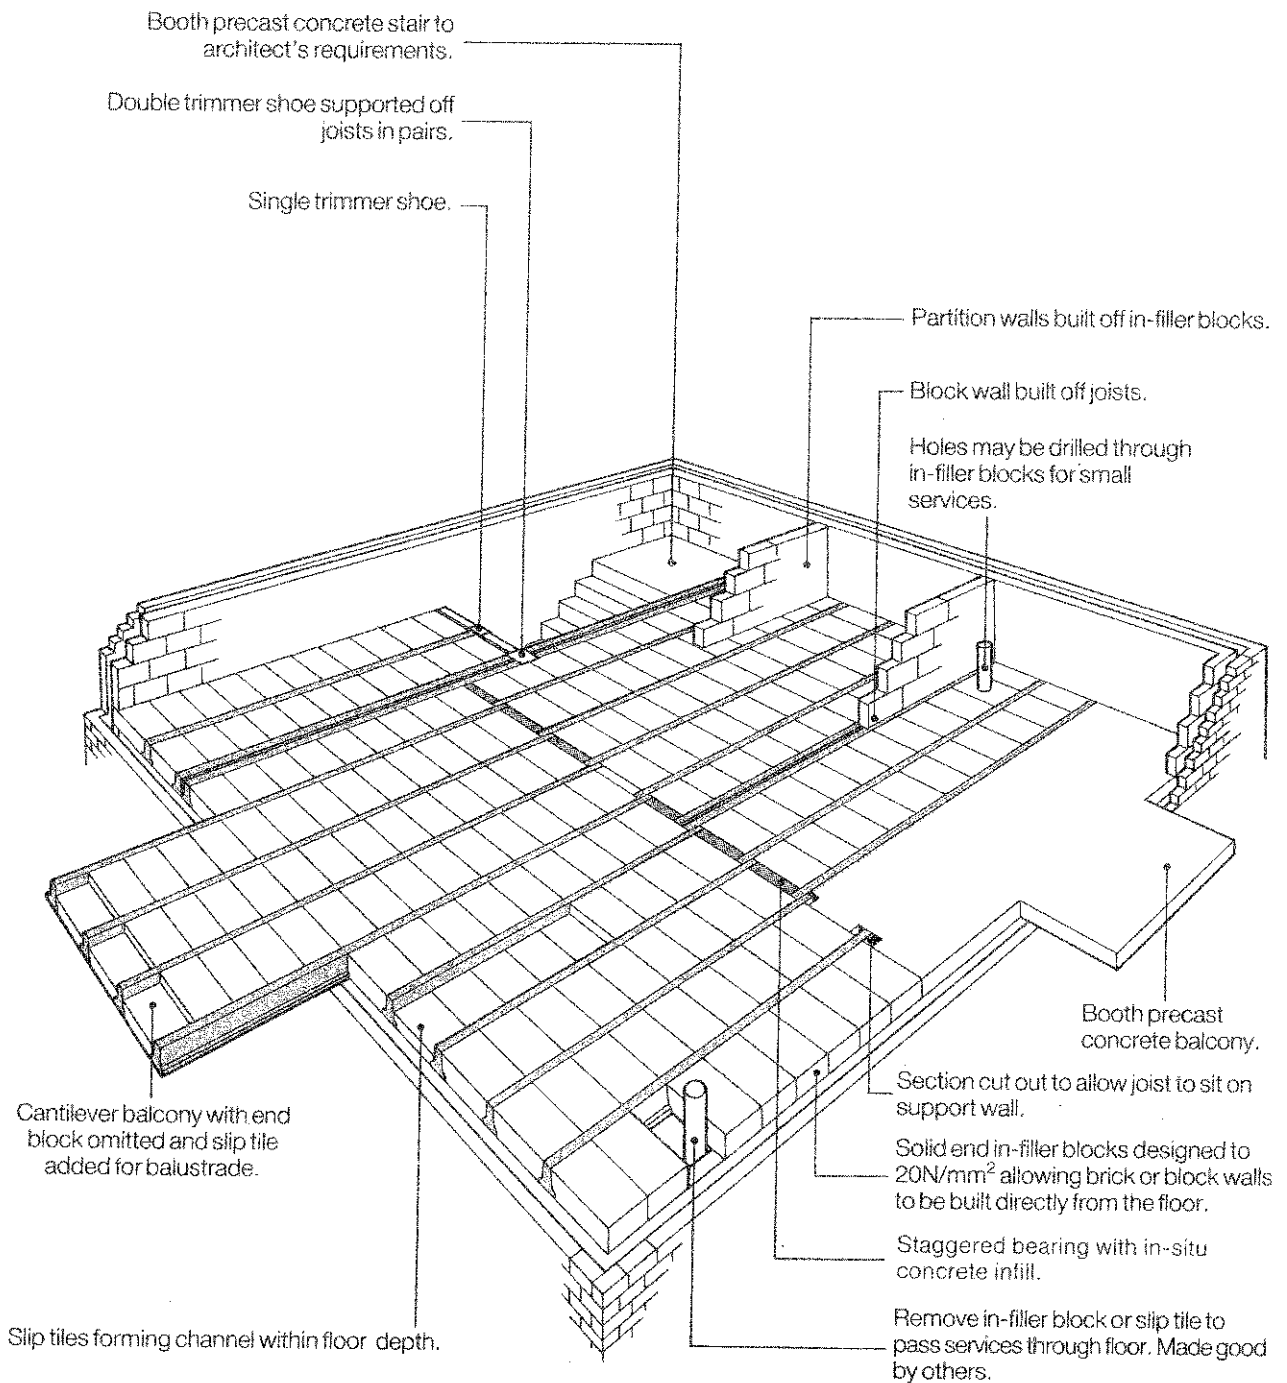 Booth precast concrete stair to
architect's requirements.
Double trimmer shoe supported off
joists in pairs.
Single trimmer shoe.
Partition walls built off in-filler blocks.
Block wall built off joists.
Holes may be drilled through
in-filler blocks for small
services.
Booth precast
concrete balcony.
Section cut out to allow joist to sit on
support wall.
Solid end in-filler blocks designed to
20N/mm² allowing brick or block walls
to be built directly from the floor.
Staggered bearing with in-situ
concrete infill.
Remove in-filler block or slip tile to
pass services through floor. Made good
by others.
Cantilever balcony with end
block omitted and slip tile
added for balustrade.
Slip tiles forming channel within floor depth.